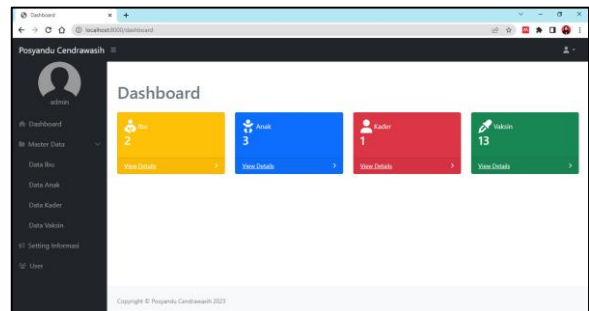 Dashboard
localhost:8000/dashboard
Posyandu Cendrawasih
admin
Dashboard
Master Data
Data Ibu
Data Anak
Data Kader
Data Vaksin
Setting Informasi
User
Dashboard
Ibu
2
View Details
Anak
3
View Details
Kader
1
View Details
Vaksin
13
View Details
Copyright © Posyandu Cendrawasih 2023